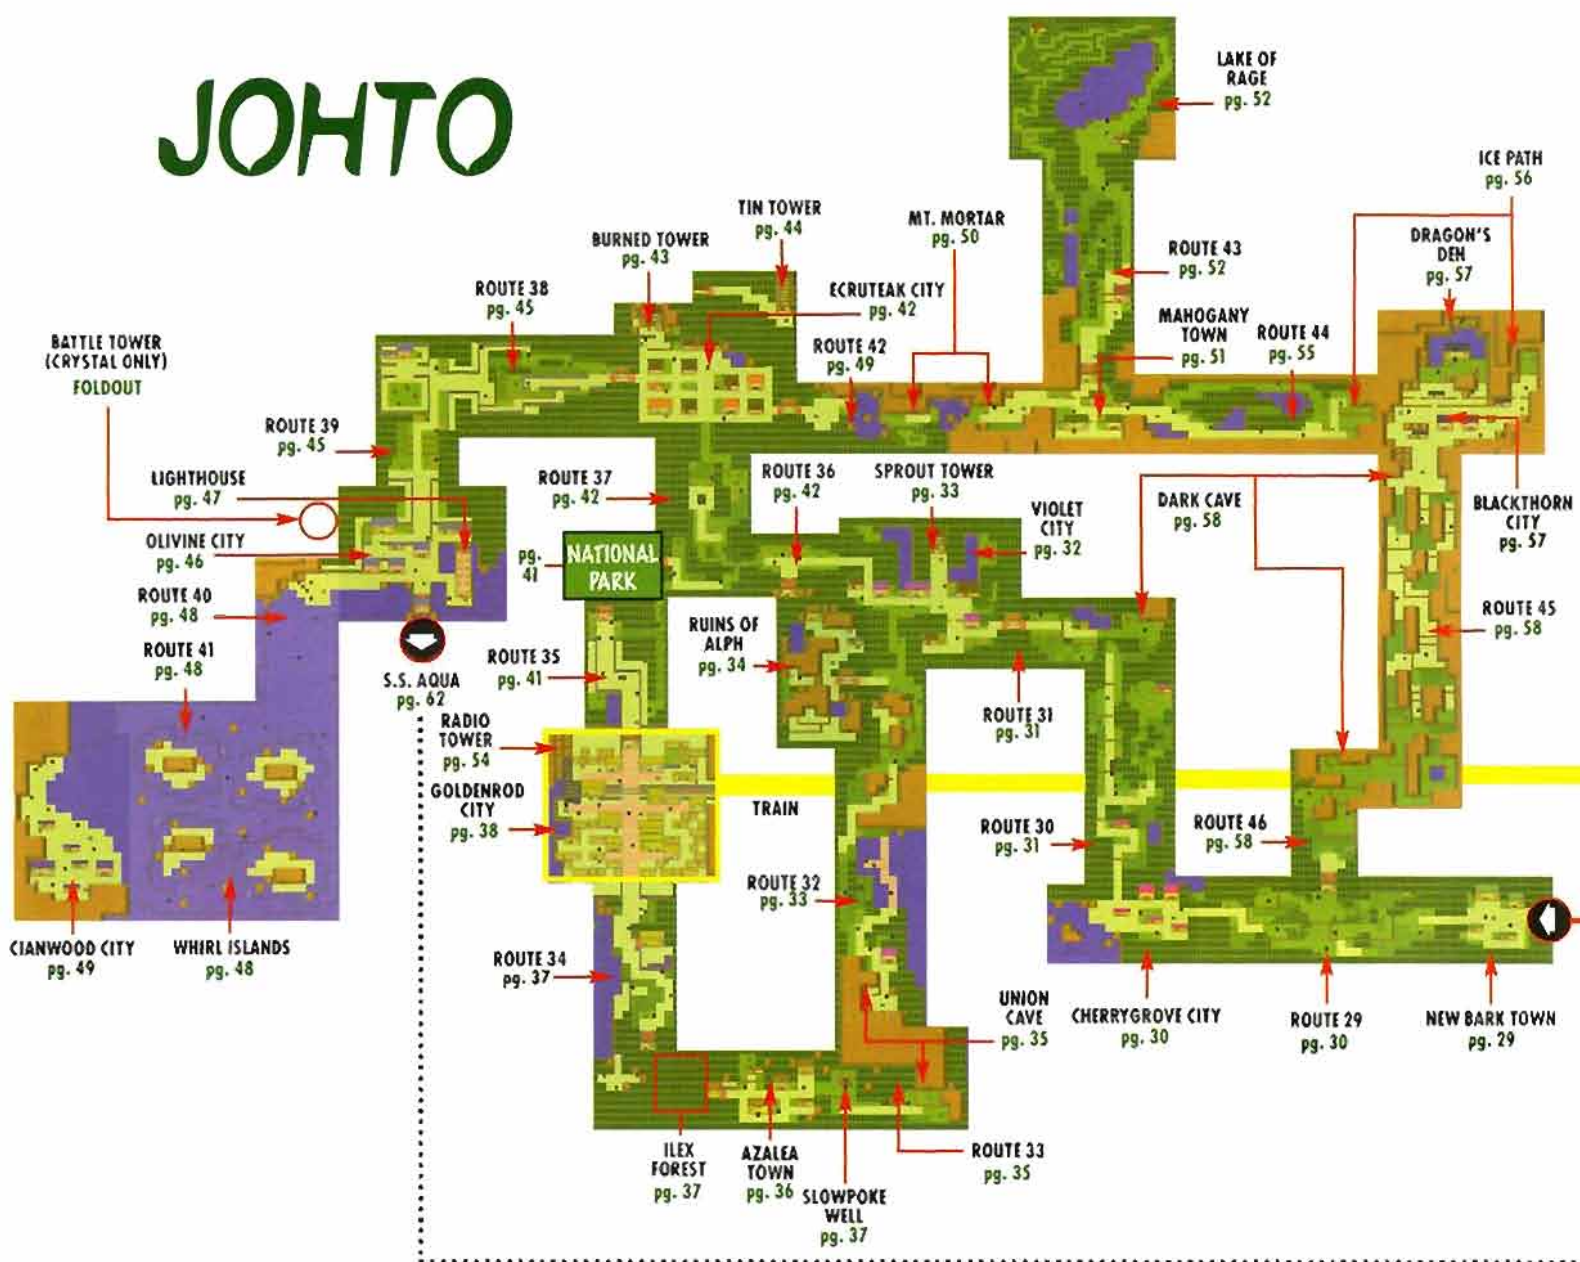 JOHTO
LAKE OF
RAGE
pg. 52
ICE PATH
pg. 56
TIN TOWER
pg. 44
MT. MORTAR
pg. 50
BURNED TOWER
pg. 43
DRAGON'S
DEN
pg. 57
ROUTE 43
pg. 52
ROUTE 38
pg. 45
ECRUTEAK CITY
pg. 42
MAHOGANY
TOWN
pg. 51
ROUTE 44
pg. 55
BATTLE TOWER
(CRYSTAL ONLY)
FOLDOUT
ROUTE 42
pg. 49
ROUTE 39
pg. 45
LIGHTHOUSE
pg. 47
ROUTE 37
pg. 42
ROUTE 36
pg. 42
SPROUT TOWER
pg. 33
VIOLET
CITY
pg. 32
DARK CAVE
pg. 58
BLACKTHORN
CITY
pg. 57
OLIVINE CITY
pg. 46
pg.
41
NATIONAL
PARK
ROUTE 40
pg. 48
ROUTE 45
pg. 58
RUINS OF
ALPH
pg. 34
ROUTE 41
pg. 48
ROUTE 35
pg. 41
S.S. AQUA
pg. 62
ROUTE 31
pg. 31
RADIO
TOWER
pg. 54
GOLDENROD
CITY
pg. 38
TRAIN
ROUTE 30
pg. 31
ROUTE 46
pg. 58
ROUTE 32
pg. 33
CIANWOOD CITY
pg. 49
WHIRL ISLANDS
pg. 48
ROUTE 34
pg. 37
UNION
CAVE
pg. 35
CHERRYGROVE CITY
pg. 30
ROUTE 29
pg. 30
NEW BARK TOWN
pg. 29
ILEX
FOREST
pg. 37
AZALEA
TOWN
pg. 36
SLOWPOKE
WELL
pg. 37
ROUTE 33
pg. 35